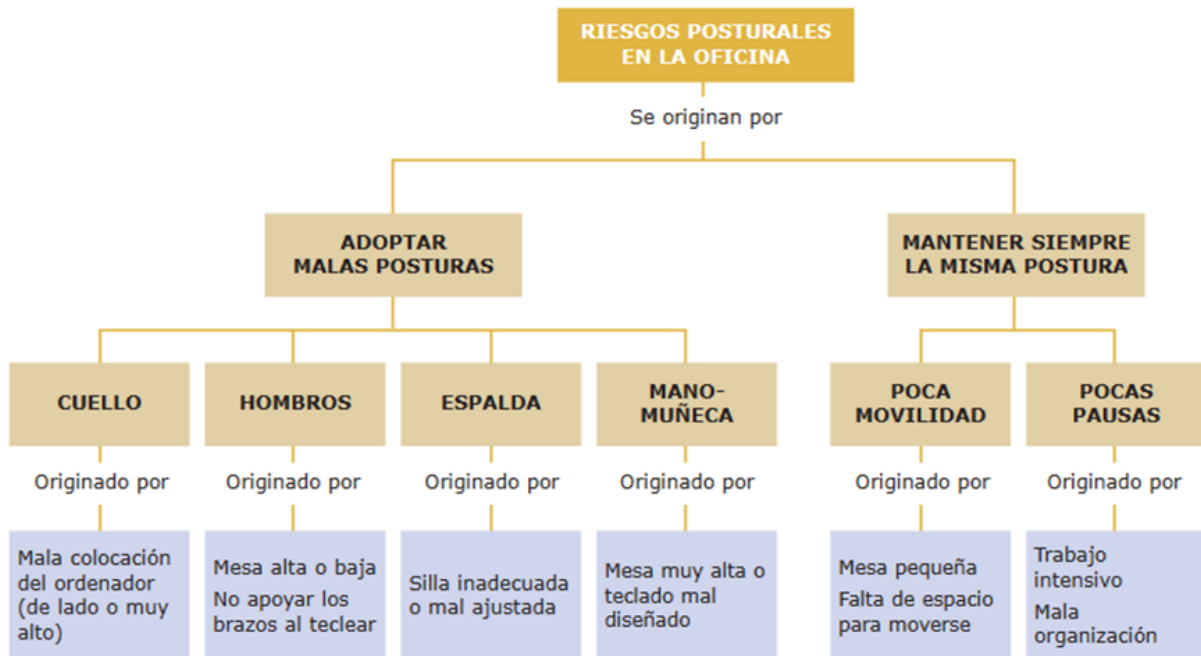 RIESGOS POSTURALES
EN LA OFICINA
Se originan por
ADOPTAR
MALAS POSTURAS
MANTENER SIEMPRE
LA MISMA POSTURA
CUELLO
HOMBROS
ESPALDA
MANO-
MUÑECA
POCA
MOVILIDAD
POCAS
PAUSAS
Originado por
Originado por
Originado por
Originado por
Originado por
Originado por
Mala colocación
del ordenador
(de lado o muy
alto)
Mesa alta o baja
No apoyar los
brazos al teclear
Silla inadecuada
o mal ajustada
Mesa muy alta o
teclado mal
diseñado
Mesa pequeña
Falta de espacio
para moverse
Trabajo
intensivo
Mala
organización